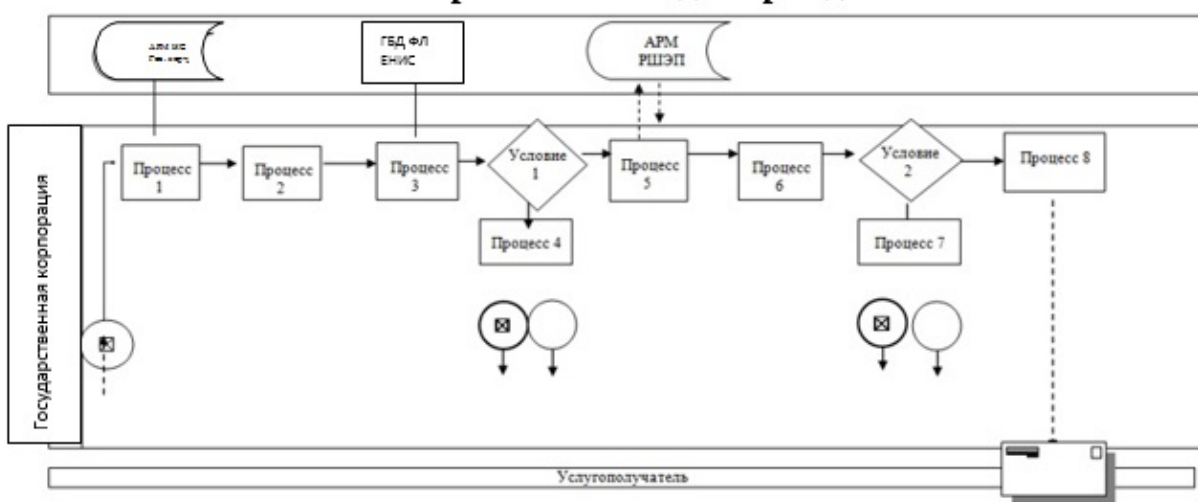 ГБД ФЛ
ЕНИС
АРМ
РШЭП
Государственная корпорация
Процесс
1
Процесс
2
Процесс
3
Условие
1
Процесс
5
Процесс
6
Условие
2
Процесс 8
Процесс 4
Процесс 7
Услугополучатель